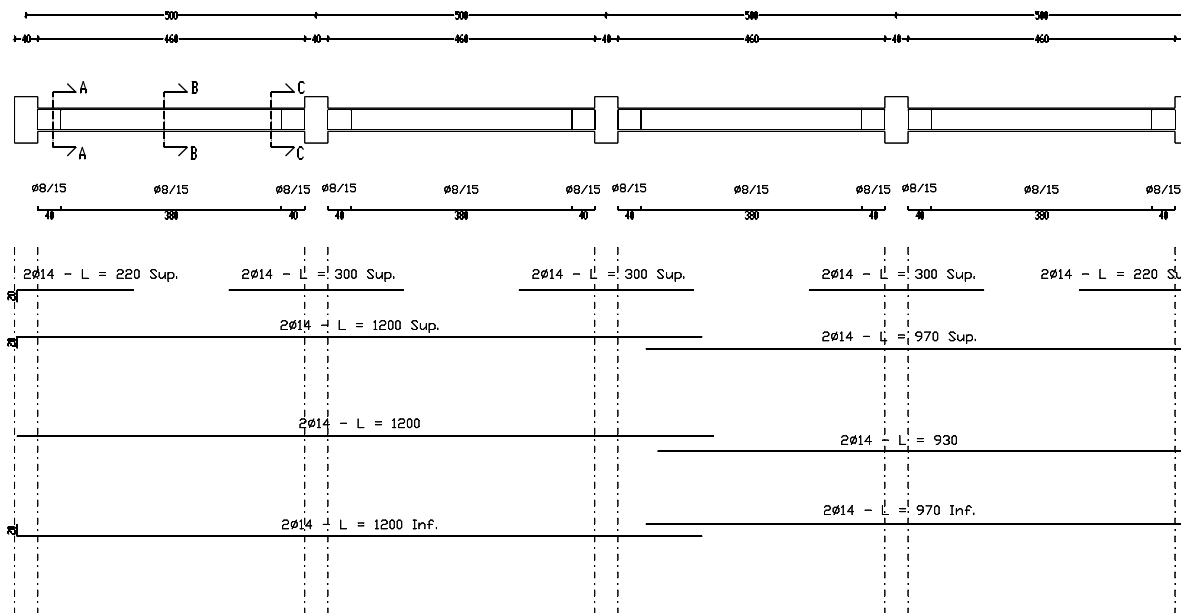 500 500 500 500
40 460 40 460 40 460 40 460
A B C
A B C
Ø8/15 Ø8/15 Ø8/15 Ø8/15 Ø8/15 Ø8/15 Ø8/15 Ø8/15 Ø8/15 Ø8/15 Ø8/15 Ø8/15
40 380 40 40 380 40 40 380 40 40 380 40
2Ø14 - L = 220 Sup. 2Ø14 - L = 300 Sup. 2Ø14 - L = 300 Sup. 2Ø14 - L = 300 Sup. 2Ø14 - L = 220 Su
20
2Ø14 - L = 1200 Sup.
20
2Ø14 - L = 970 Sup.
2Ø14 - L = 1200
2Ø14 - L = 930
2Ø14 - L = 970 Inf.
2Ø14 - L = 1200 Inf.
20